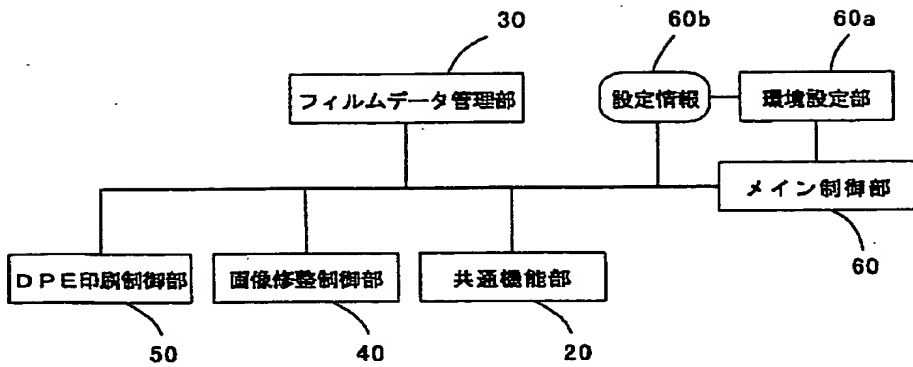 30
60b
60a
フィルムデータ管理部
設定情報
環境設定部
メイン制御部
60
DPE印刷制御部
画像修整制御部
共通機能部
50
40
20